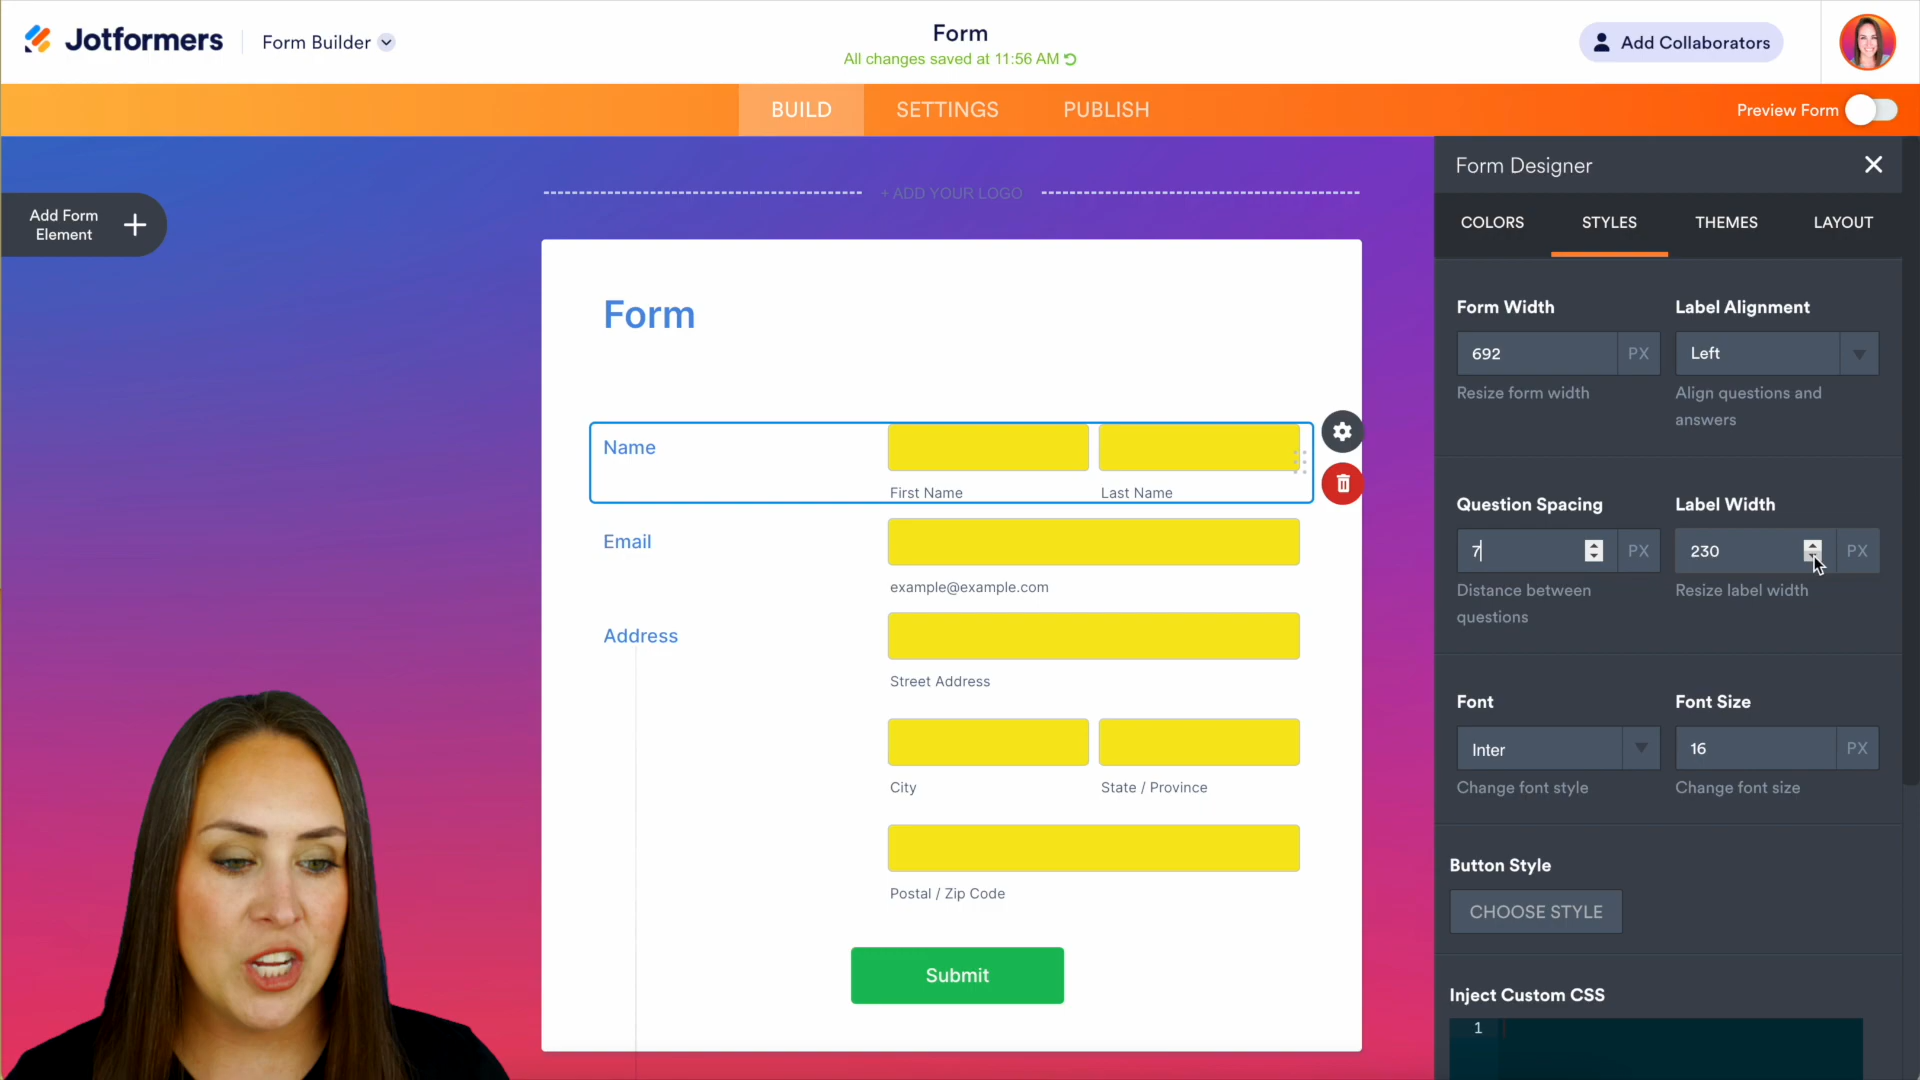 Jotformers
Form Builder
Form
All changes saved at 11:56 AM
Add Collaborators
BUILD
SETTINGS
PUBLISH
Preview Form
Add Form
Element
+ ADD YOUR LOGO
Form
Name
First Name
Last Name
Email
example@example.com
Address
Street Address
City
State / Province
Postal / Zip Code
Submit
Form Designer
COLORS
STYLES
THEMES
LAYOUT
Form Width
Label Alignment
692 PX
Left
Resize form width
Align questions and
answers
Question Spacing
Label Width
7 PX
230 PX
Distance between
questions
Resize label width
Font
Font Size
Inter
16 PX
Change font style
Change font size
Button Style
CHOOSE STYLE
Inject Custom CSS
1